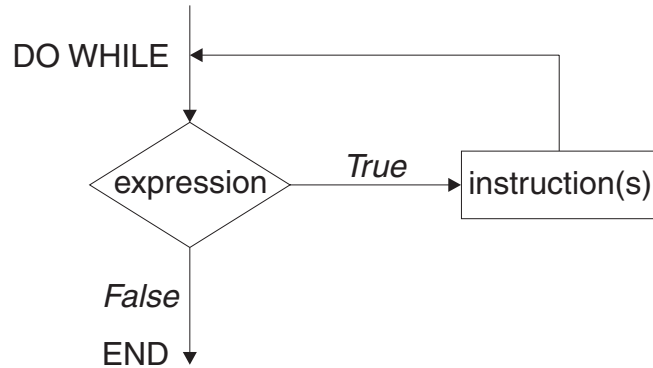 DO WHILE
expression
True
instruction(s)
False
END